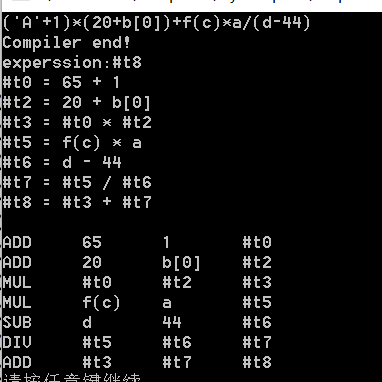 ('A'+1)*(20+b[0])+f(c)*a/(d-44)
Compiler end!
experssion:#t8
#t0 = 65 + 1
#t2 = 20 + b[0]
#t3 = #t0 * #t2
#t5 = f(c) * a
#t6 = d - 44
#t7 = #t5 / #t6
#t8 = #t3 + #t7
ADD 65 1 #t0
ADD 20 b[0] #t2
MUL #t0 #t2 #t3
MUL f(c) a #t5
SUB d 44 #t6
DIV #t5 #t6 #t7
ADD #t3 #t7 #t8
请按任意键继续